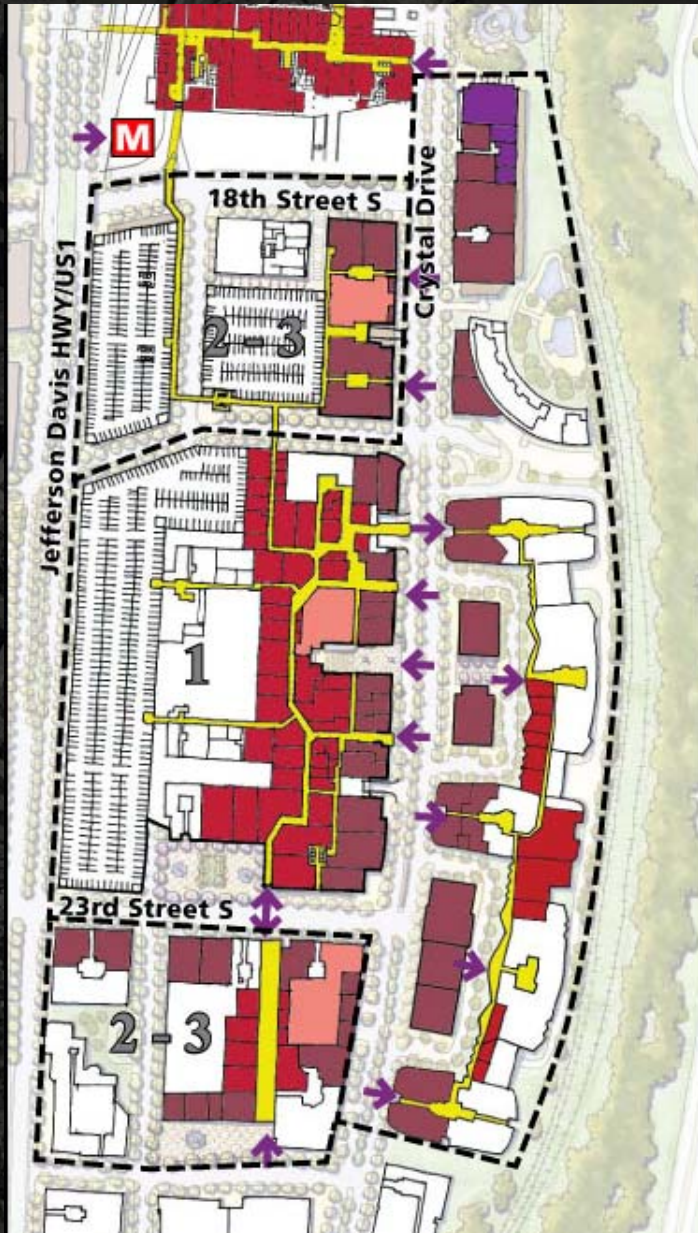 M
18th Street S
Crystal Drive
Jefferson Davis HWY/US1
2 - 3
1
23rd Street S
2 - 3